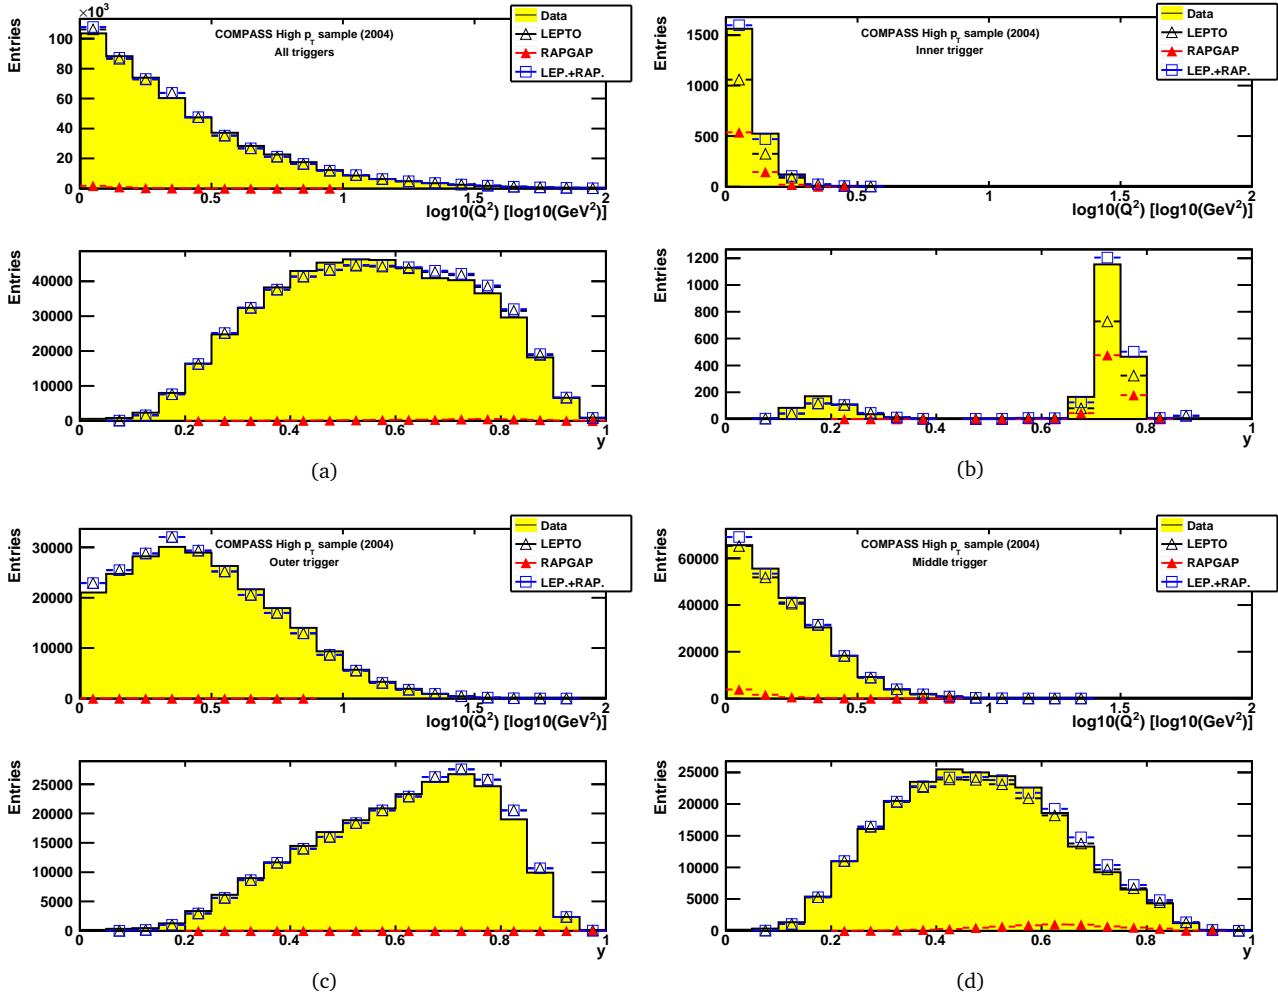 ×10³
Entries
100
80
60
40
20
0
COMPASS High pT sample (2004)
All triggers
Data
LEPTO
RAPGAP
LEP.+RAP.
0 0.5 1 1.5 2
log10(Q²) [log10(GeV²)]
Entries
40000
30000
20000
10000
0
0 0.2 0.4 0.6 0.8 1
y
(a)
Entries
1500
1000
500
0
COMPASS High pT sample (2004)
Inner trigger
Data
LEPTO
RAPGAP
LEP.+RAP.
0 0.5 1 1.5 2
log10(Q²) [log10(GeV²)]
Entries
1200
1000
800
600
400
200
0
0 0.2 0.4 0.6 0.8 1
y
(b)
Entries
30000
20000
10000
0
COMPASS High pT sample (2004)
Outer trigger
Data
LEPTO
RAPGAP
LEP.+RAP.
0 0.5 1 1.5 2
log10(Q²) [log10(GeV²)]
Entries
25000
20000
15000
10000
5000
0
0 0.2 0.4 0.6 0.8 1
y
(c)
Entries
60000
40000
20000
0
COMPASS High pT sample (2004)
Middle trigger
Data
LEPTO
RAPGAP
LEP.+RAP.
0 0.5 1 1.5 2
log10(Q²) [log10(GeV²)]
Entries
25000
20000
15000
10000
5000
0
0 0.2 0.4 0.6 0.8 1
y
(d)